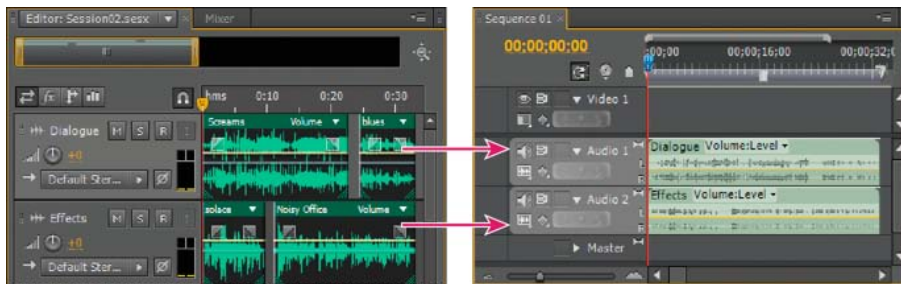 Editor: Session02.sesx
Mixer
hms 0:10 0:20 0:30
Dialogue M S R I
+0
Default Ster...
Screams Volume
blues
Effects M S R I
+0
Default Ster...
solace
Noisy Office Volume
Sequence 01
00;00;00;00
;00;00 00;00;16;00 00;00;32;0
Video 1
Audio 1
Dialogue Volume:Level
Audio 2
Effects Volume:Level
Master